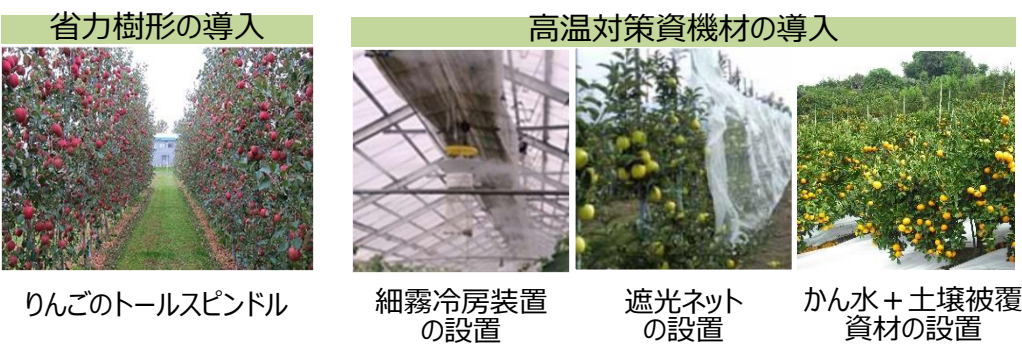 省力樹形の導入
高温対策資機材の導入
りんごのトールスピンドル
細霧冷房装置
の設置
遮光ネット
の設置
かん水＋土壌被覆
資材の設置